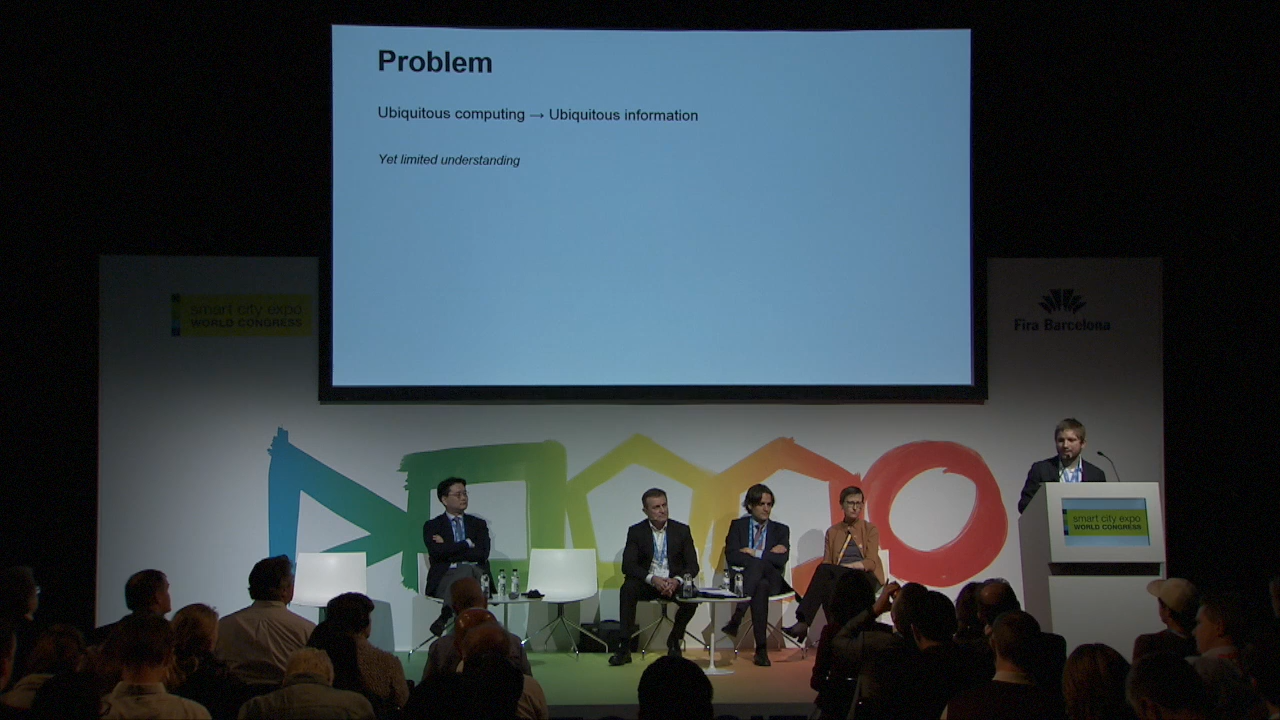 Problem
Ubiquitous computing → Ubiquitous information
Yet limited understanding
smart city expo
WORLD CONGRESS
Fira Barcelona
smart city expo
WORLD CONGRESS